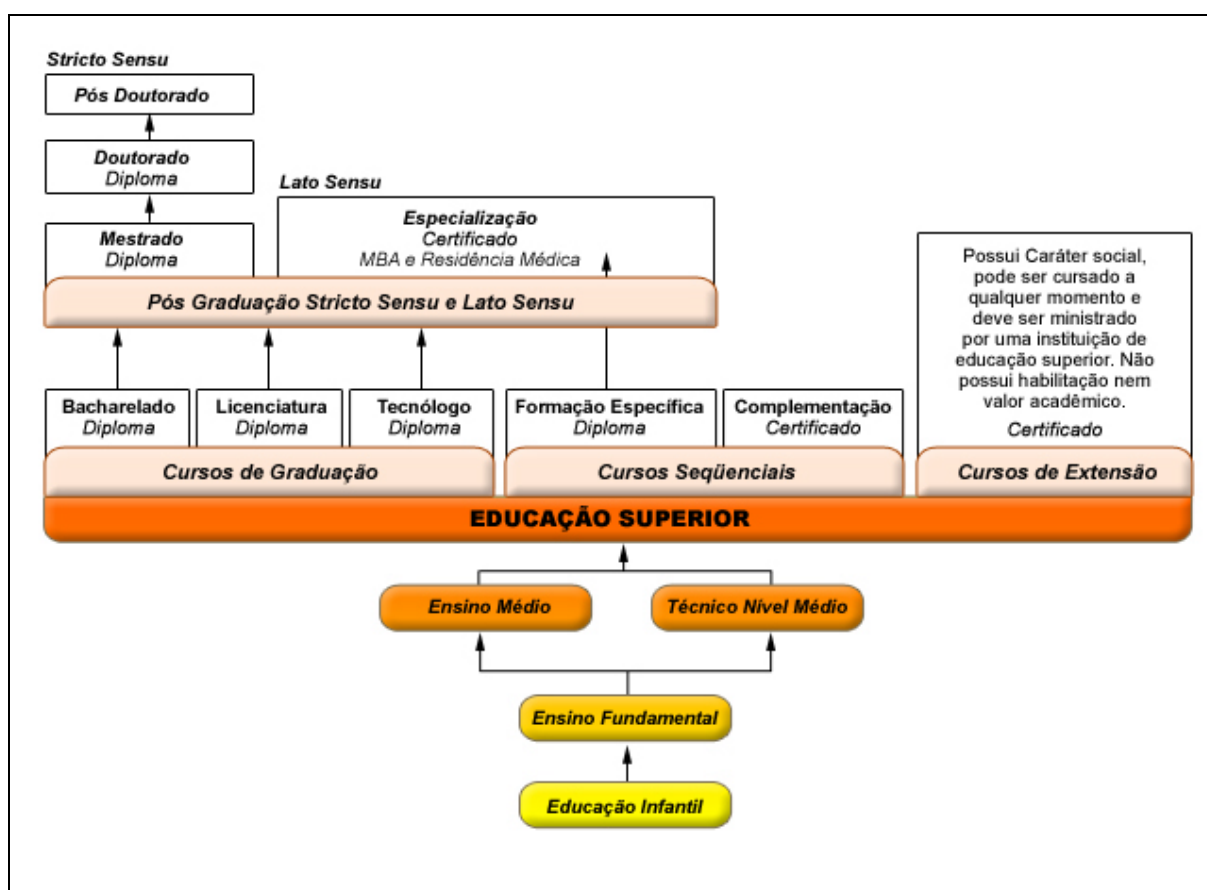 Stricto Sensu
Pós Doutorado
Doutorado
Diploma
Mestrado
Diploma
Lato Sensu
Especialização
Certificado
MBA e Residência Médica
Pós Graduação Stricto Sensu e Lato Sensu
Possui Caráter social,
pode ser cursado a
qualquer momento e
deve ser ministrado
por uma instituição de
educação superior. Não
possui habilitação nem
valor acadêmico.
Certificado
Bacharelado
Diploma
Licenciatura
Diploma
Tecnólogo
Diploma
Formação Específica
Diploma
Complementação
Certificado
Cursos de Graduação
Cursos Seqüenciais
Cursos de Extensão
EDUCAÇÃO SUPERIOR
Ensino Médio
Técnico Nível Médio
Ensino Fundamental
Educação Infantil